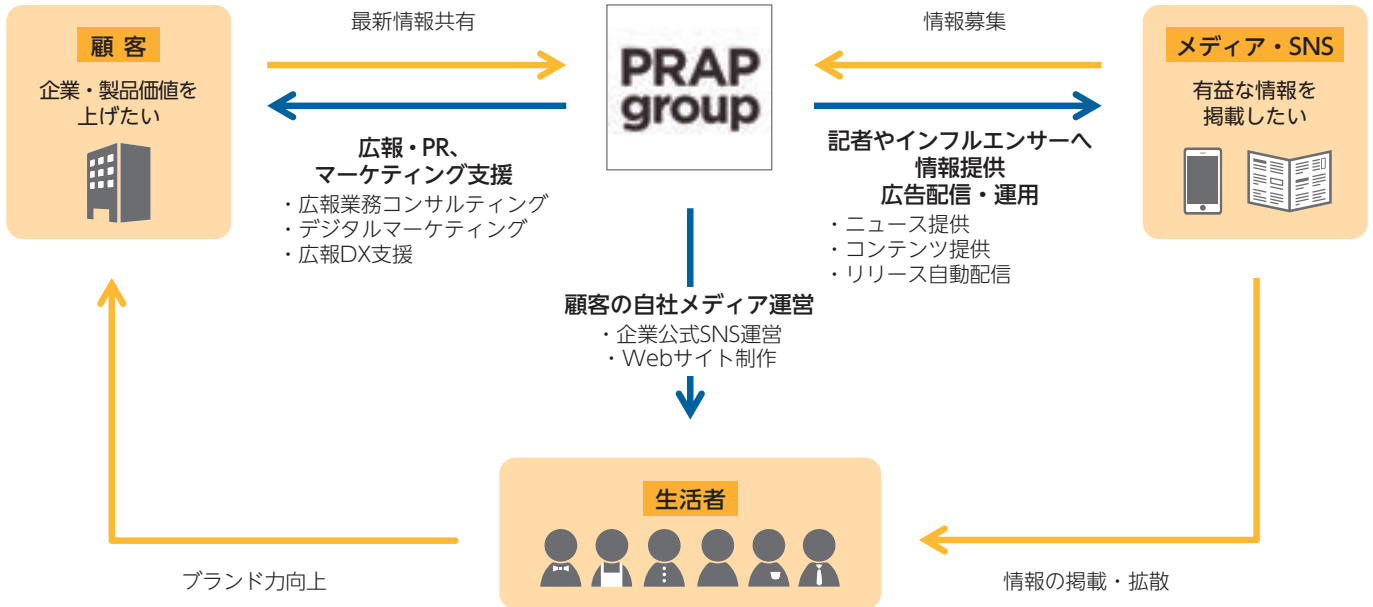 最新情報共有
情報募集
顧 客
企業・製品価値を
上げたい
PRAP
group
メディア・SNS
有益な情報を
掲載したい
広報・PR、
マーケティング支援
・広報業務コンサルティング
・デジタルマーケティング
・広報DX支援
記者やインフルエンサーへ
情報提供
広告配信・運用
・ニュース提供
・コンテンツ提供
・リリース自動配信
顧客の自社メディア運営
・企業公式SNS運営
・Webサイト制作
生活者
ブランド力向上
情報の掲載・拡散